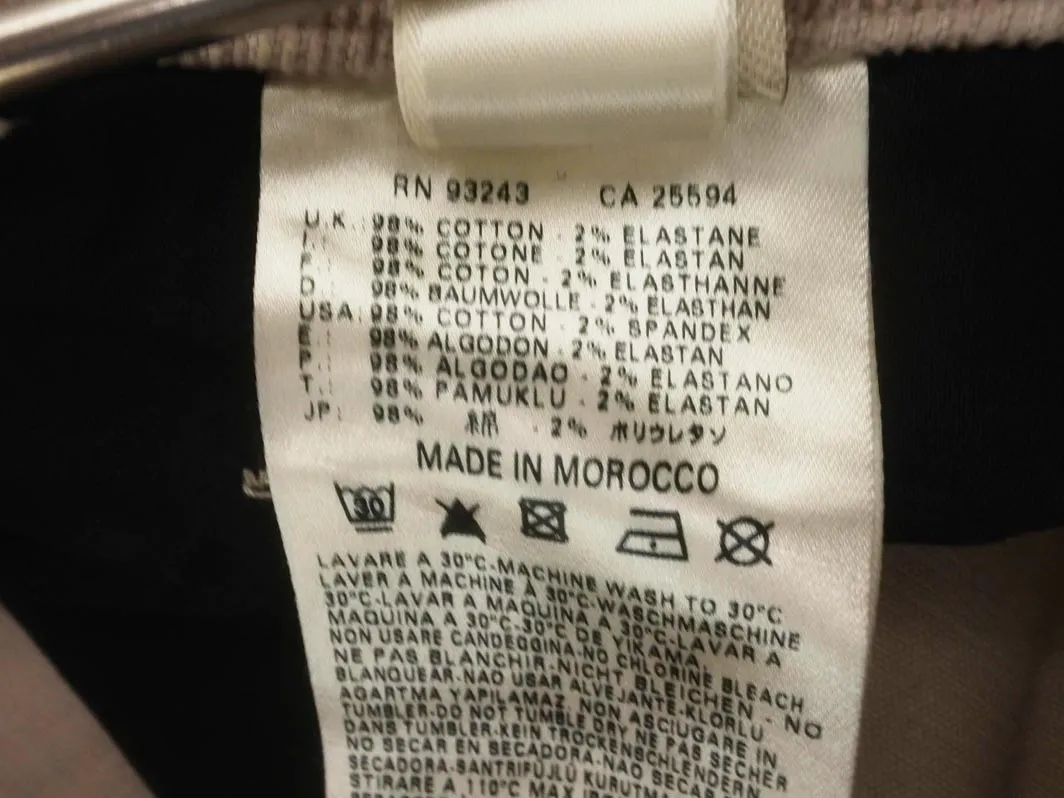 RN 93243 CA 25594
U.K.: 98% COTTON - 2% ELASTANE
I.: 98% COTONE - 2% ELASTAN
F.: 98% COTON - 2% ELASTHANNE
D.: 98% BAUMWOLLE - 2% ELASTHAN
USA: 98% COTTON - 2% SPANDEX
E.: 98% ALGODON - 2% ELASTAN
P.: 98% ALGODAO - 2% ELASTANO
T.: 98% PAMUKLU - 2% ELASTAN
JP: 98% 綿 - 2% ポリウレタン
MADE IN MOROCCO
30
LAVARE A 30°C-MACHINE WASH TO 30°C
LAVER A MACHINE A 30°C-WASCHMASCHINE
30°C-LAVAR A MAQUINA A 30°C-LAVAR A
MAQUINA A 30°C-30°C DE YIKAMA
NON USARE CANDEGGINA-NO CHLORINE BLEACH
NE PAS BLANCHIR-NICHT BLEICHEN - NO
BLANQUEAR-NAO USAR ALVEJANTE-KLORLU
AGARTMA YAPILAMAZ NON ASCIUGARE IN
TUMBLER-DO NOT TUMBLE DRY NE PAS SECHER
DANS TUMBLER-KEIN TROCKENSCHLENDERN
NO SECAR EN SECADORA-NAO SECAR EN
SECADORA-SANTRIFÜJLÜ KURUTMA
STIRARE A 110°C MAX